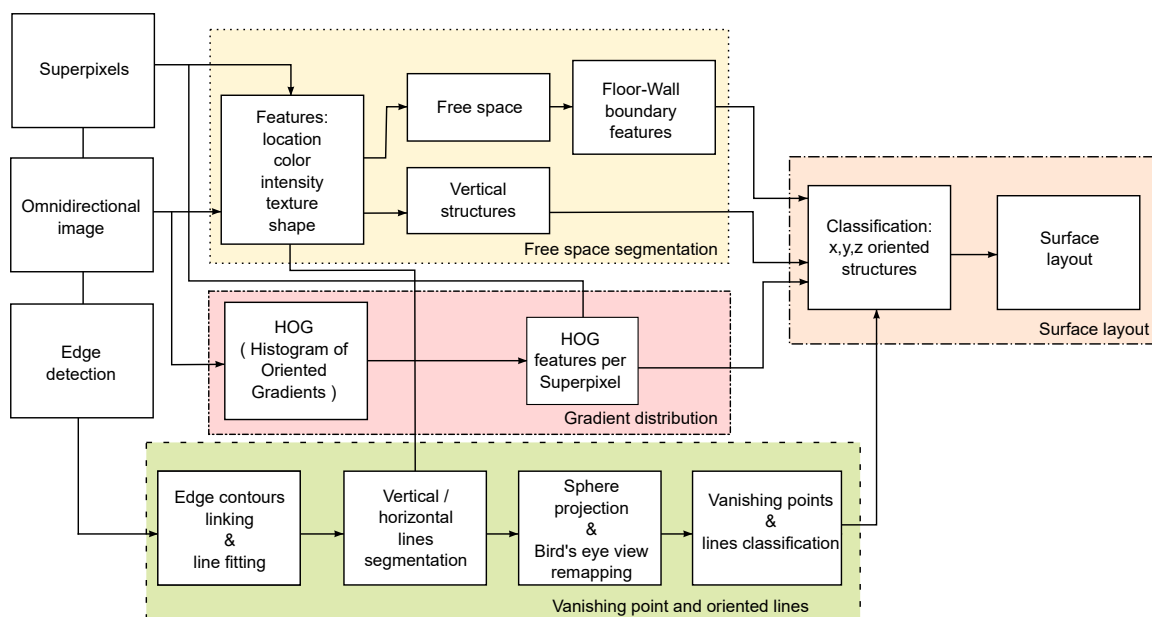 Superpixels
Omnidirectional
image
Edge
detection
Features:
location
color
intensity
texture
shape
Free space
Floor-Wall
boundary
features
Vertical
structures
Free space segmentation
HOG
( Histogram of
Oriented
Gradients )
HOG
features per
Superpixel
Gradient distribution
Edge contours
linking
&
line fitting
Vertical /
horizontal
lines
segmentation
Sphere
projection
&
Bird's eye view
remapping
Vanishing points
&
lines classification
Vanishing point and oriented lines
Classification:
x,y,z oriented
structures
Surface
layout
Surface layout